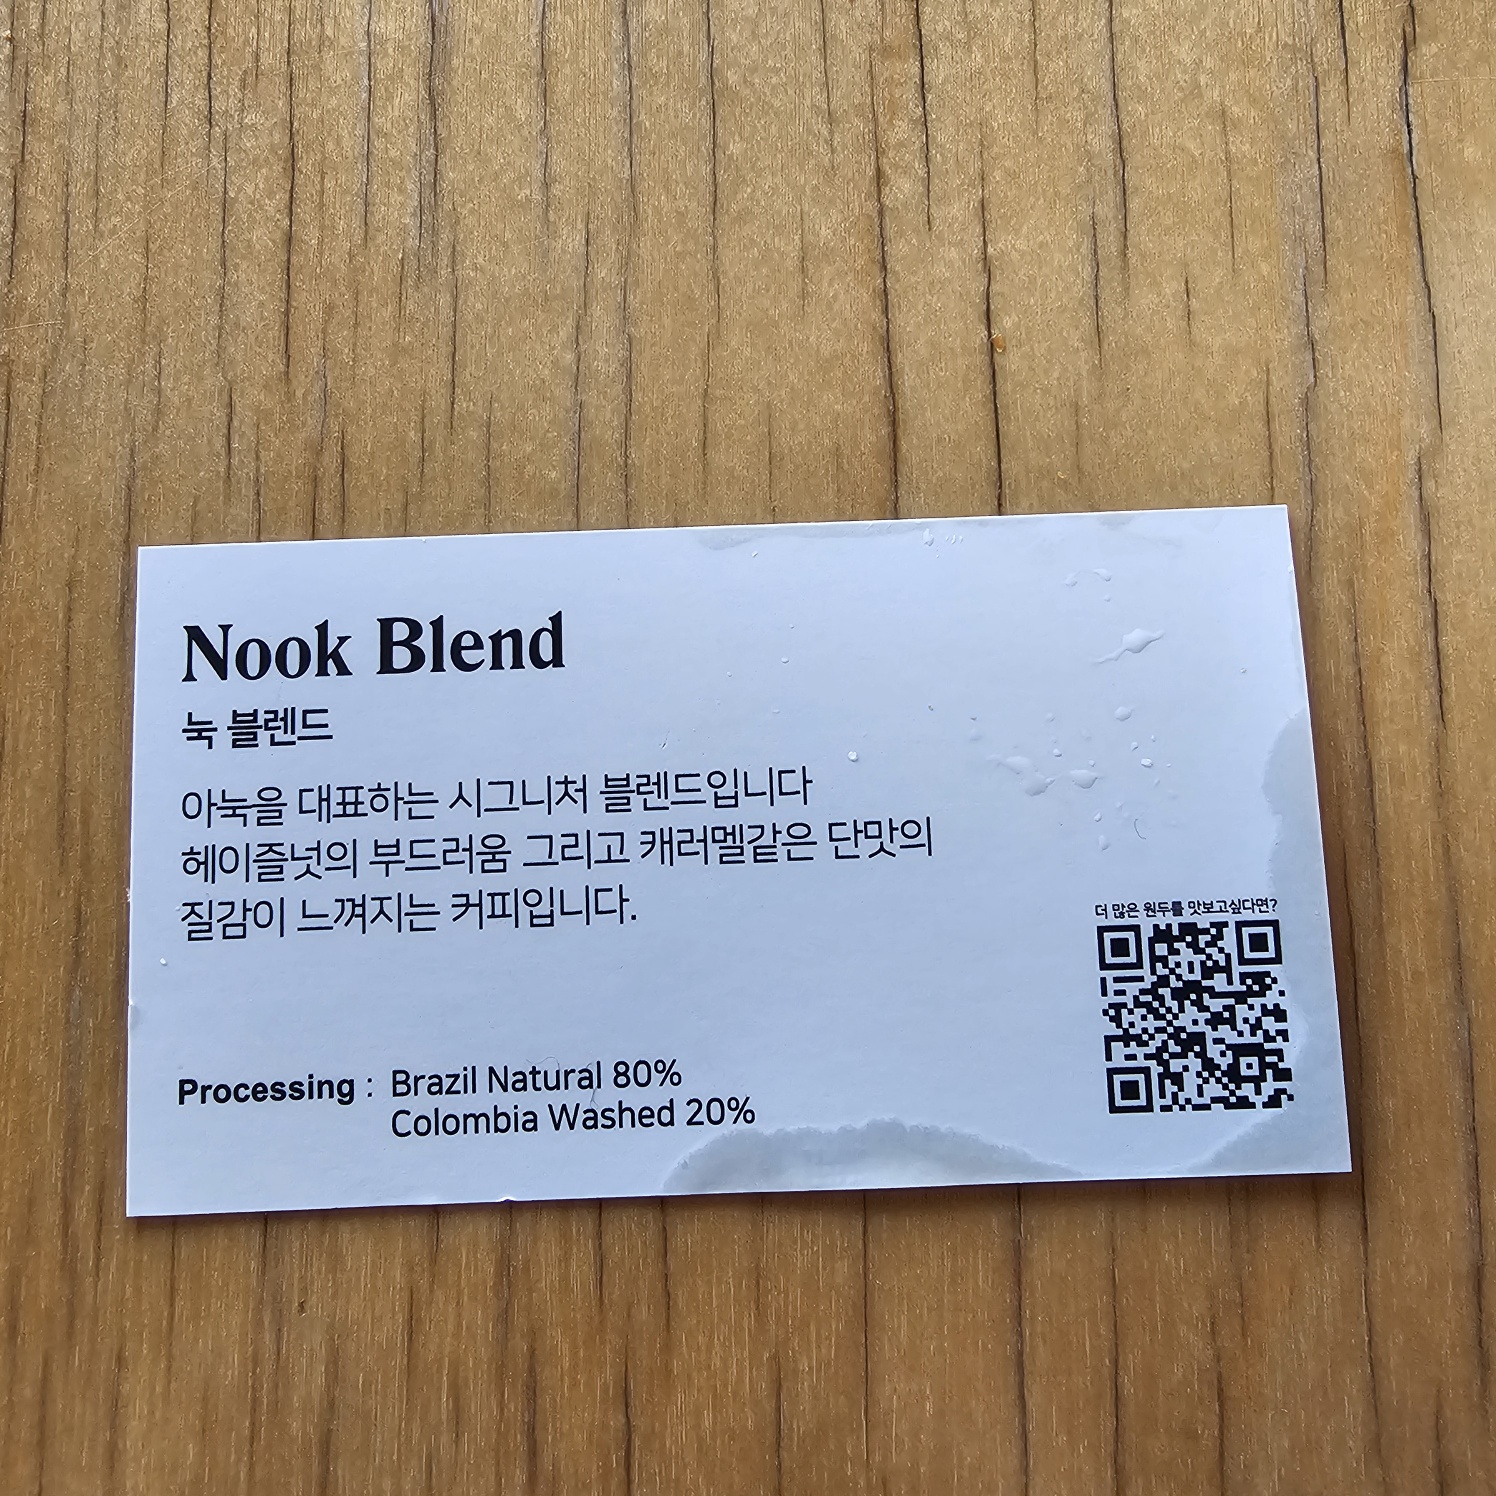 Nook Blend
눅 블렌드
아눅을 대표하는 시그니처 블렌드입니다
헤이즐넛의 부드러움 그리고 캐러멜같은 단맛의
질감이 느껴지는 커피입니다.
더 많은 원두를 맛보고싶다면?
Processing : Brazil Natural 80%
Colombia Washed 20%